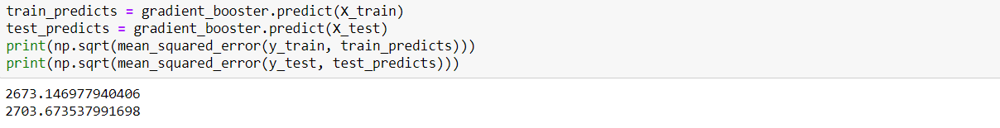 train_predicts = gradient_booster.predict(X_train)
test_predicts = gradient_booster.predict(X_test)
print(np.sqrt(mean_squared_error(y_train, train_predicts)))
print(np.sqrt(mean_squared_error(y_test, test_predicts)))
2673.146977940406
2703.673537991698